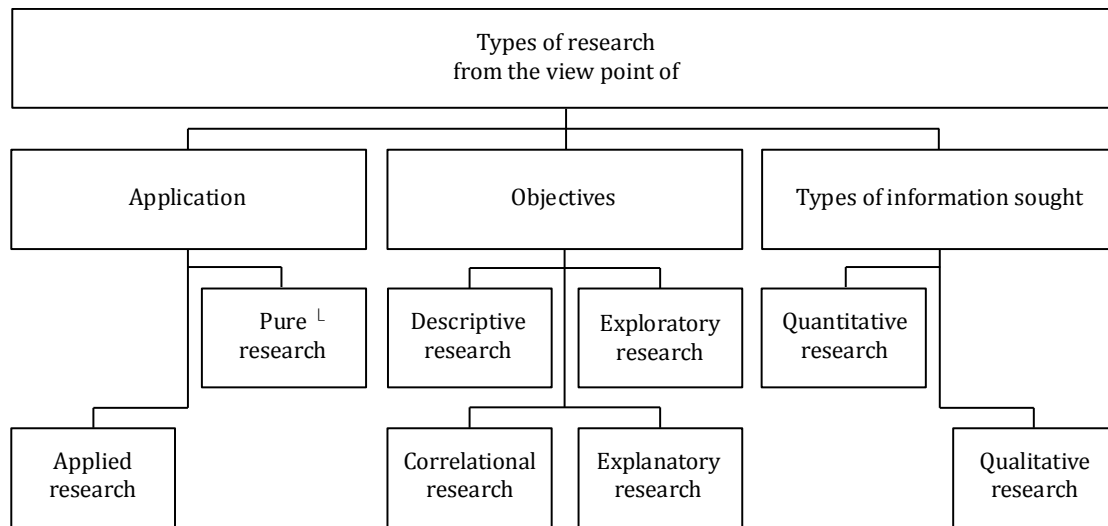 Types of research
from the view point of
Application
Objectives
Types of information sought
Pure
research
Descriptive
research
Exploratory
research
Quantitative
research
Applied
research
Correlational
research
Explanatory
research
Qualitative
research